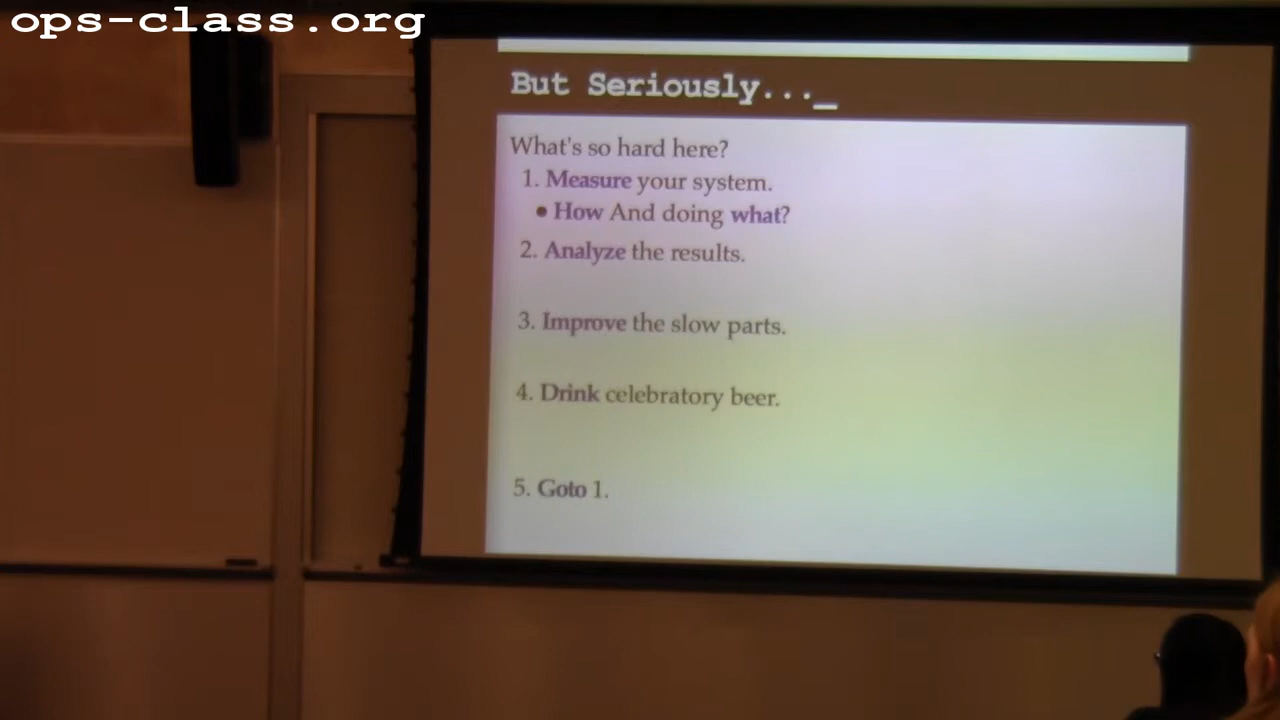 ops-class.org
But Seriously..._
What's so hard here?
1. Measure your system.
• How And doing what?
2. Analyze the results.
3. Improve the slow parts.
4. Drink celebratory beer.
5. Goto 1.